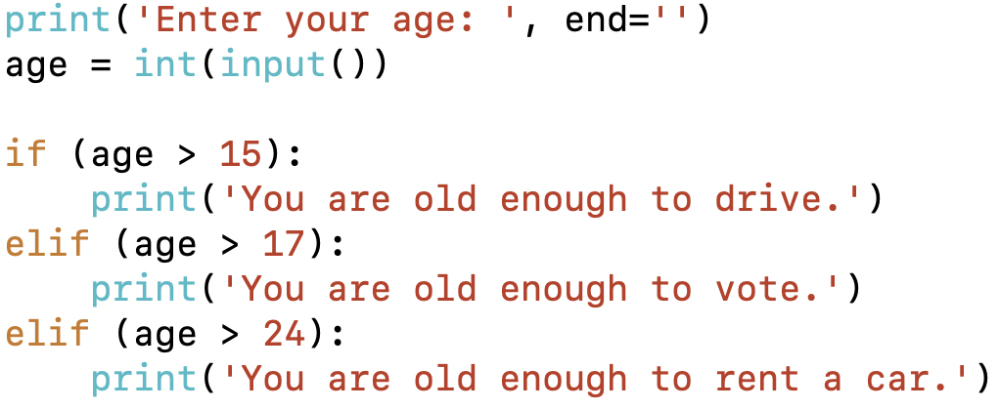 print('Enter your age: ', end='')
age = int(input())

if (age > 15):
    print('You are old enough to drive.')
elif (age > 17):
    print('You are old enough to vote.')
elif (age > 24):
    print('You are old enough to rent a car.')